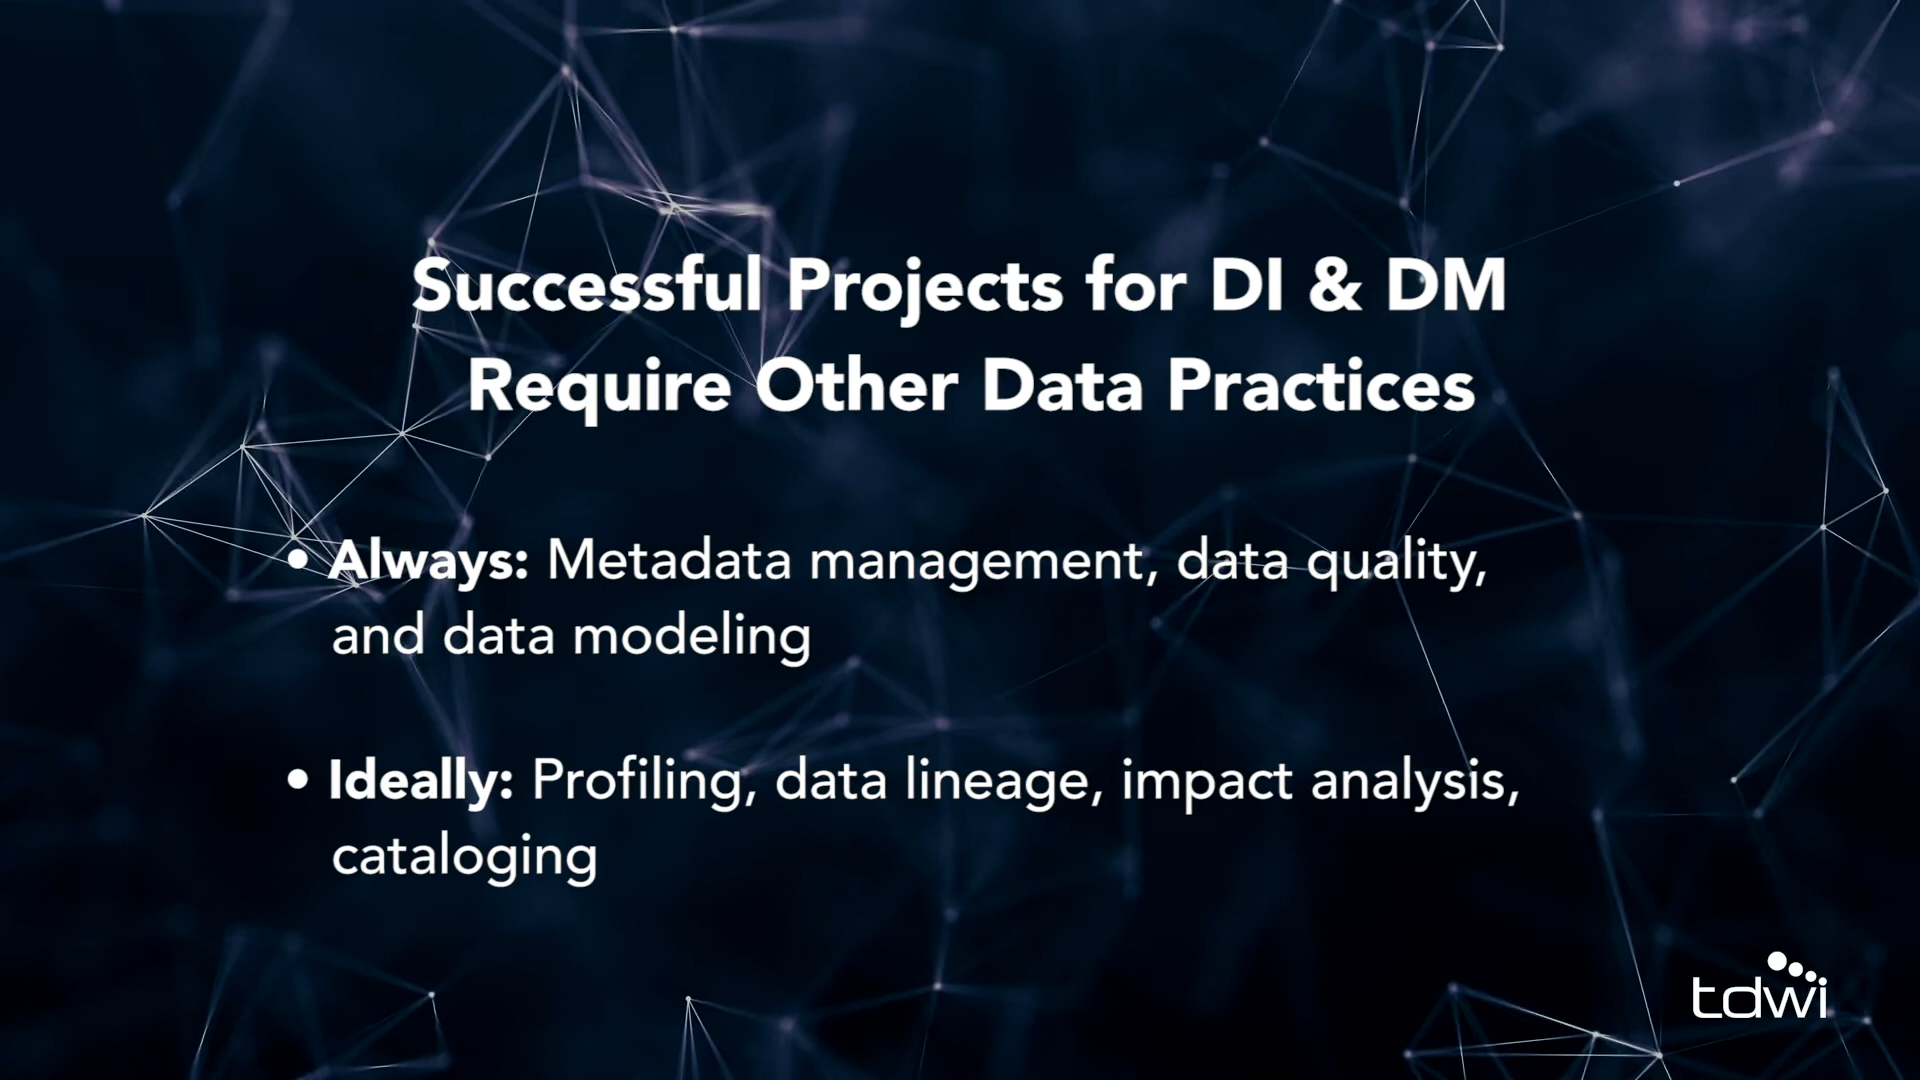 Successful Projects for DI & DM
Require Other Data Practices
• Always: Metadata management, data quality,
and data modeling
• Ideally: Profiling, data lineage, impact analysis,
cataloging
tdwi